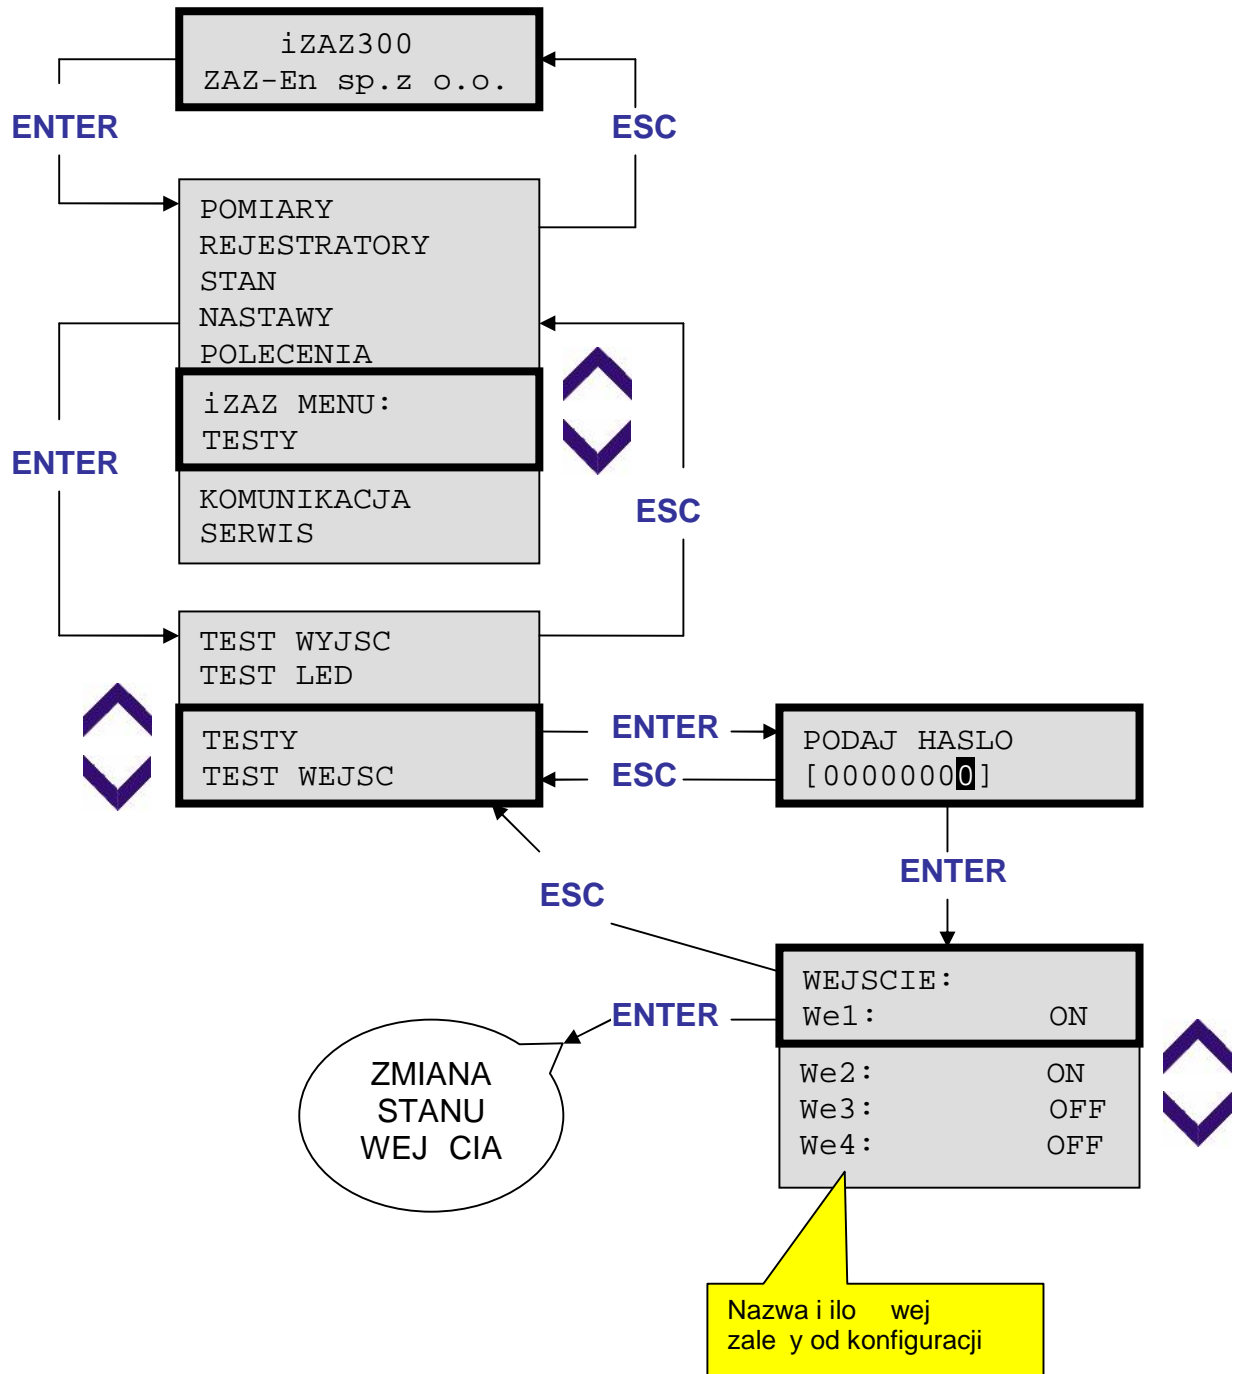 iZAZ300
ZAZ-En sp.z o.o.
ENTER
ESC
POMIARY
REJESTRATORY
STAN
NASTAWY
POLECENIA
iZAZ MENU:
TESTY
ENTER
KOMUNIKACJA
SERWIS
ESC
TEST WYJSC
TEST LED
TESTY
TEST WEJSC
ENTER
ESC
PODAJ HASLO
[00000000]
ENTER
ESC
WEJSCIE:
We1: ON
ENTER
We2: ON
We3: OFF
We4: OFF
ZMIANA
STANU
WEJ CIA
Nazwa i ilo wej
zale y od konfiguracji